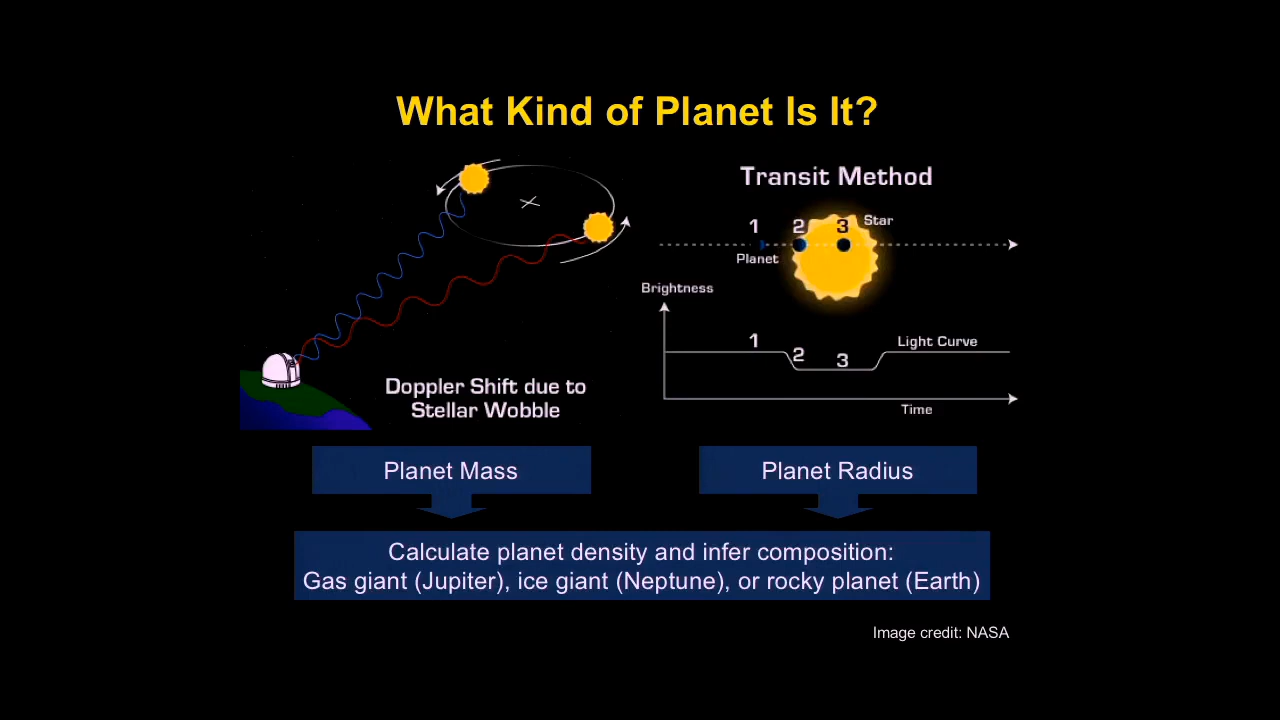 What Kind of Planet Is It?
Doppler Shift due to
Stellar Wobble
Transit Method
1
2
3
Star
Planet
Brightness
1
2
3
Light Curve
Time
Planet Mass
Planet Radius
Calculate planet density and infer composition:
Gas giant (Jupiter), ice giant (Neptune), or rocky planet (Earth)
Image credit: NASA